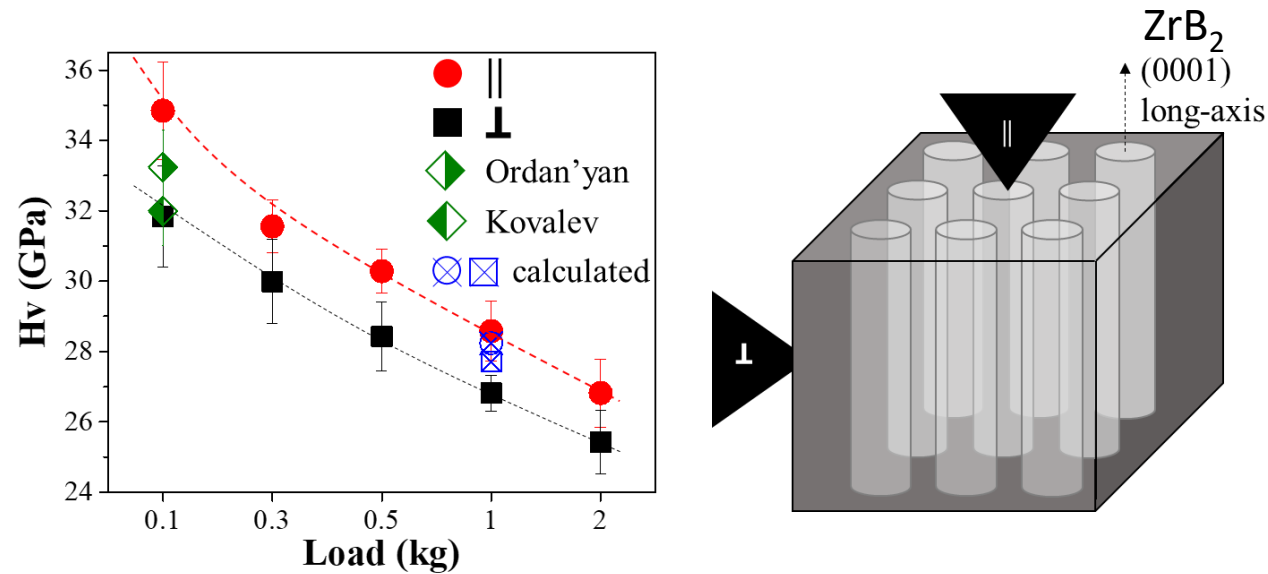 Hv (GPa)
36
34
32
30
28
26
24
||
⊥
Ordan’yan
Kovalev
calculated
0.1
0.3
0.5
1
2
Load (kg)
ZrB₂
(0001)
long-axis
||
⊥